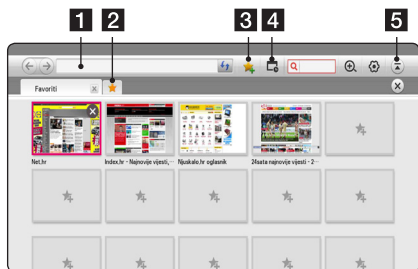 1 2 3 4 5
Favoriti
Net.hr
Index.hr - Najnovije vijesti,...
Njuskalo.hr oglasnik
24sata najnovije vijesti - 2...